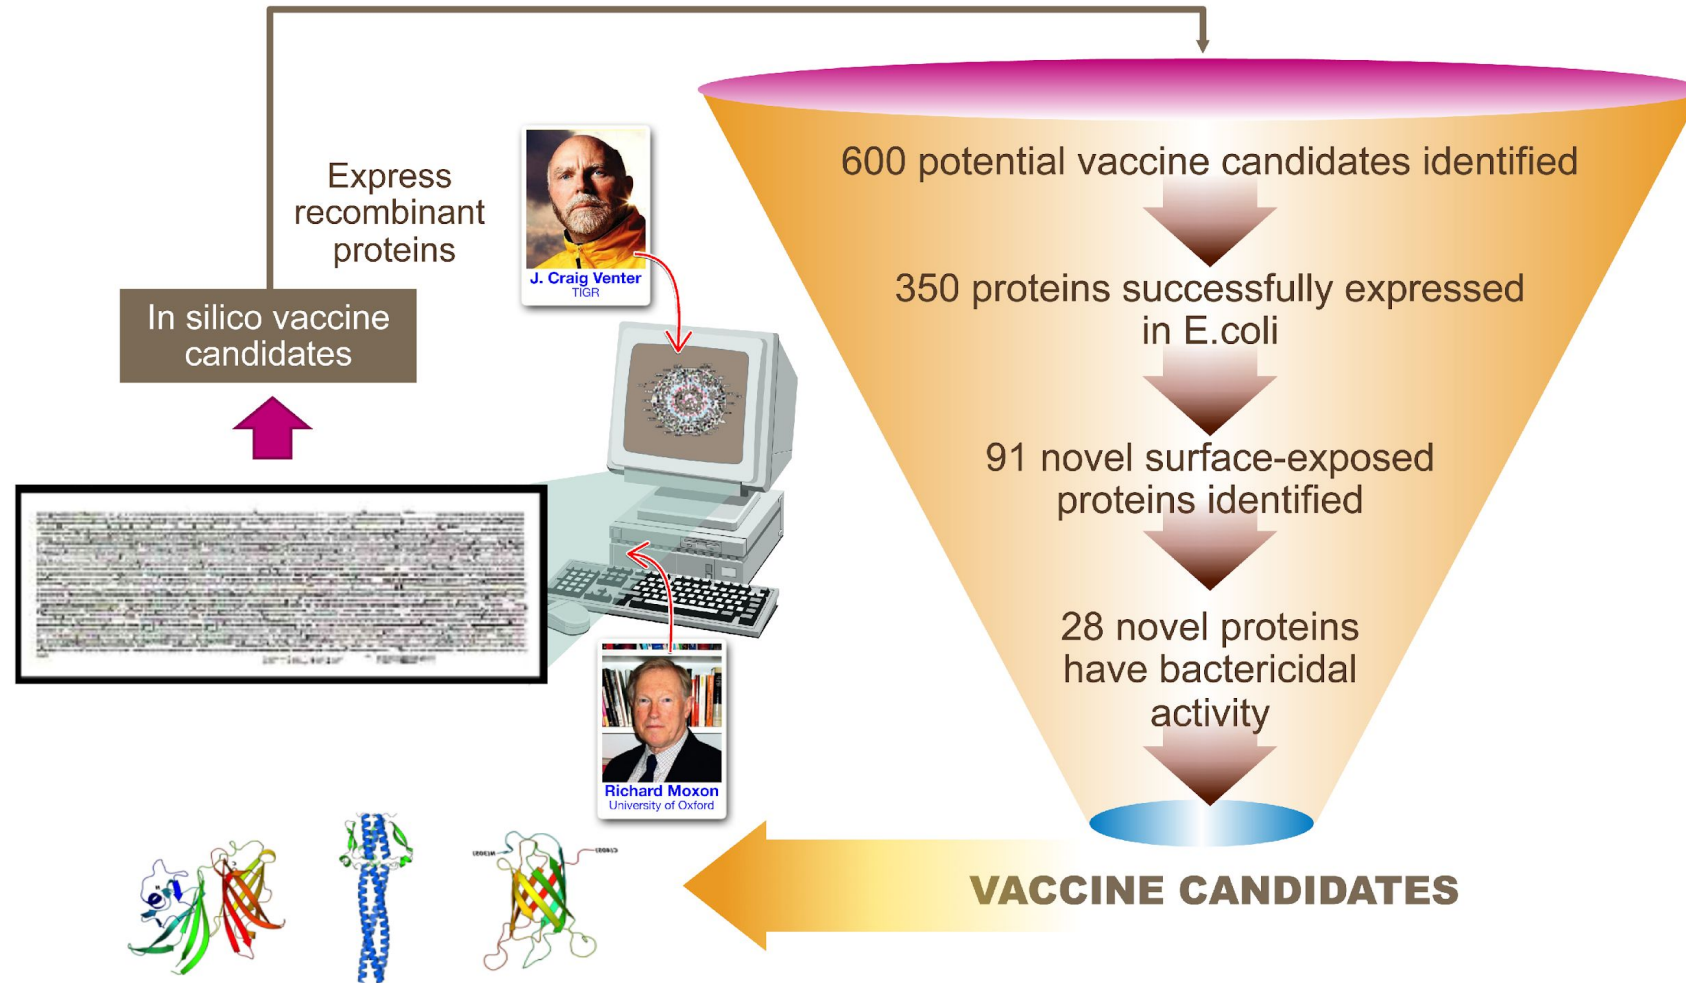 Express
recombinant
proteins
J. Craig Venter
TIGR
In silico vaccine
candidates
600 potential vaccine candidates identified
350 proteins successfully expressed
in E.coli
91 novel surface-exposed
proteins identified
28 novel proteins
have bactericidal
activity
Richard Moxon
University of Oxford
VACCINE CANDIDATES